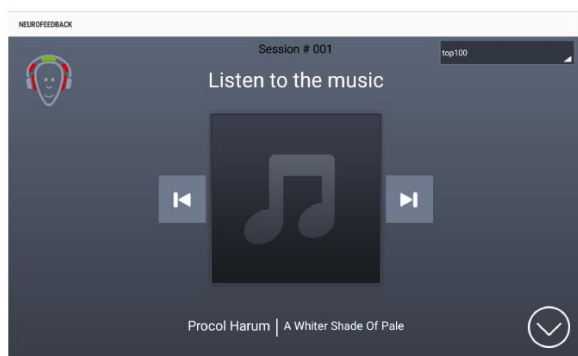 NEUROFEEDBACK
Session # 001
top100
Listen to the music
Procol Harum | A Whiter Shade Of Pale